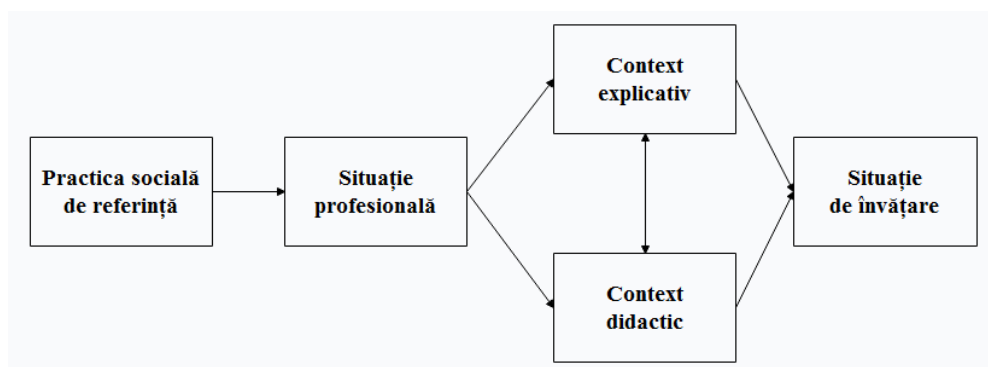 Practica socială
de referință
Situație
profesională
Context
explicativ
Context
didactic
Situație
de învățare